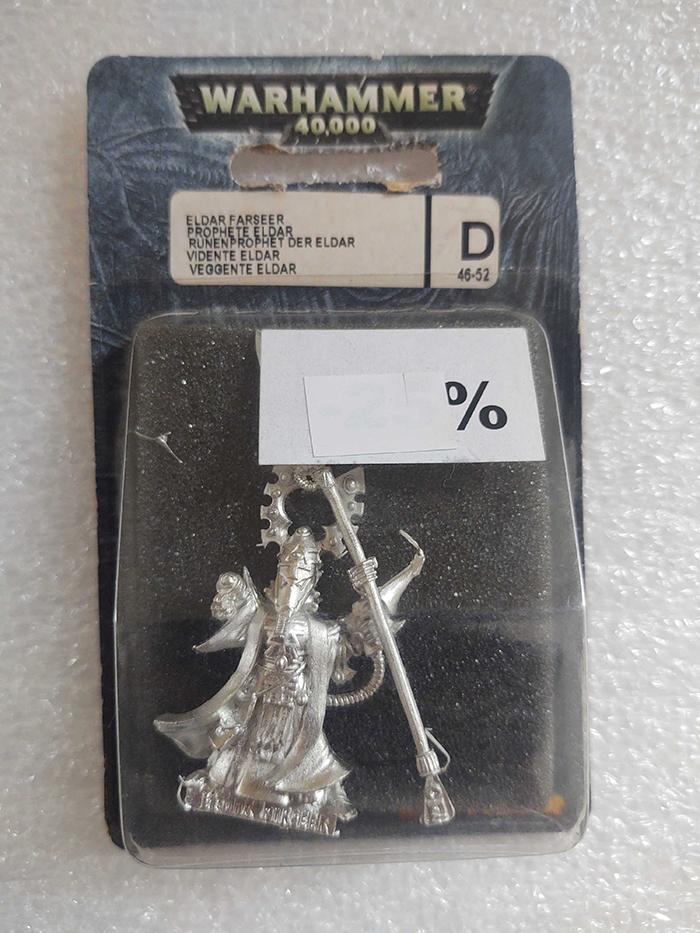 WARHAMMER
40,000
ELDAR FARSEER
PROPHETE ELDAR
RUNENPROPHET DER ELDAR
VIDENTE ELDAR
VEGGENTE ELDAR
D
46-52
%